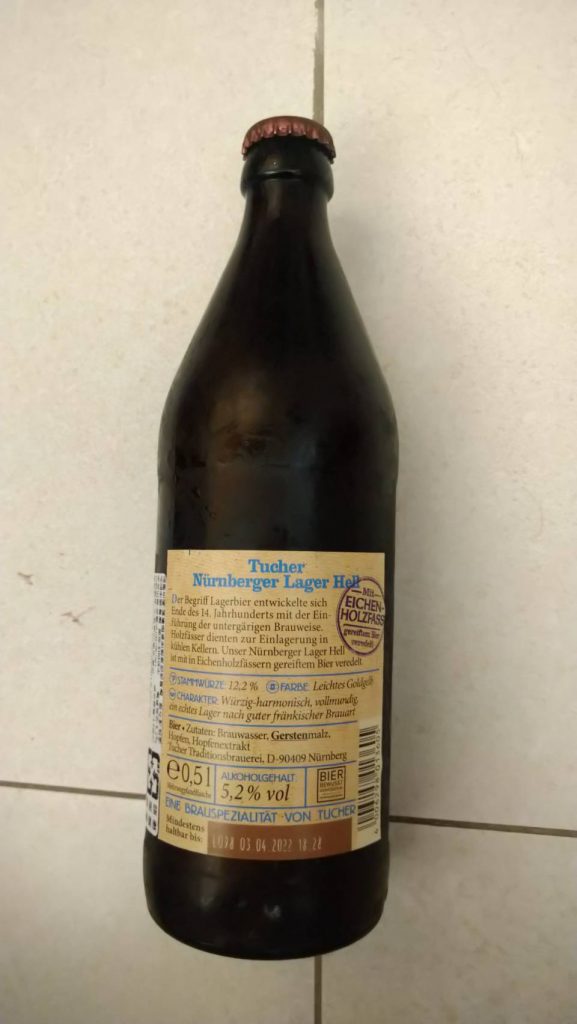 Tucher
Nürnberger Lager Hell
Der Begriff Lagerbier entwickelte sich
Ende des 14. Jahrhunderts mit der Ein-
führung der untergärigen Brauweise.
Holzfässer dienten zur Einlagerung in
kühlen Kellern. Unser Nürnberger Lager Hell
ist mit in Eichenholzfässern gereiftem Bier veredelt.
Mit
EICHEN-
HOLZFASS
gereiftem Bier
veredelt
STAMMWÜRZE: 12,2 % FARBE: Leichtes Goldgelb
CHARAKTER: Würzig-harmonisch, vollmundig,
ein echtes Lager nach guter fränkischer Brauart
Bier • Zutaten: Brauwasser, Gerstenmalz,
Hopfen, Hopfenextrakt
Tucher Traditionsbrauerei, D-90409 Nürnberg
e 0,5 l
ALKOHOLGEHALT
5,2 % vol
BIER
BEWUSST
EINE BRAUSPEZIALITÄT VON TUCHER
Mindestens
haltbar bis:
L098 03.04.2022 18:28